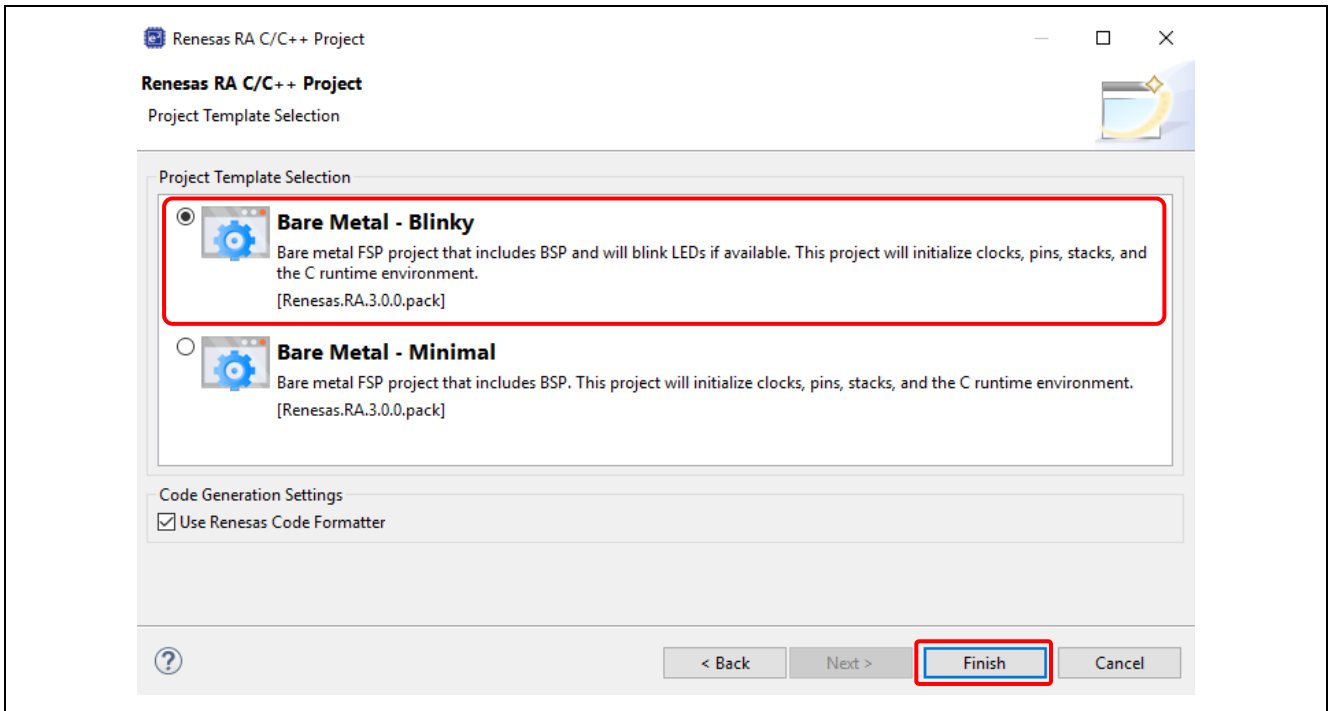 Renesas RA C/C++ Project
Renesas RA C/C++ Project
Project Template Selection
Project Template Selection
Bare Metal - Blinky
Bare metal FSP project that includes BSP and will blink LEDs if available. This project will initialize clocks, pins, stacks, and
the C runtime environment.
[Renesas.RA.3.0.0.pack]
Bare Metal - Minimal
Bare metal FSP project that includes BSP. This project will initialize clocks, pins, stacks, and the C runtime environment.
[Renesas.RA.3.0.0.pack]
Code Generation Settings
Use Renesas Code Formatter
? < Back Next > Finish Cancel